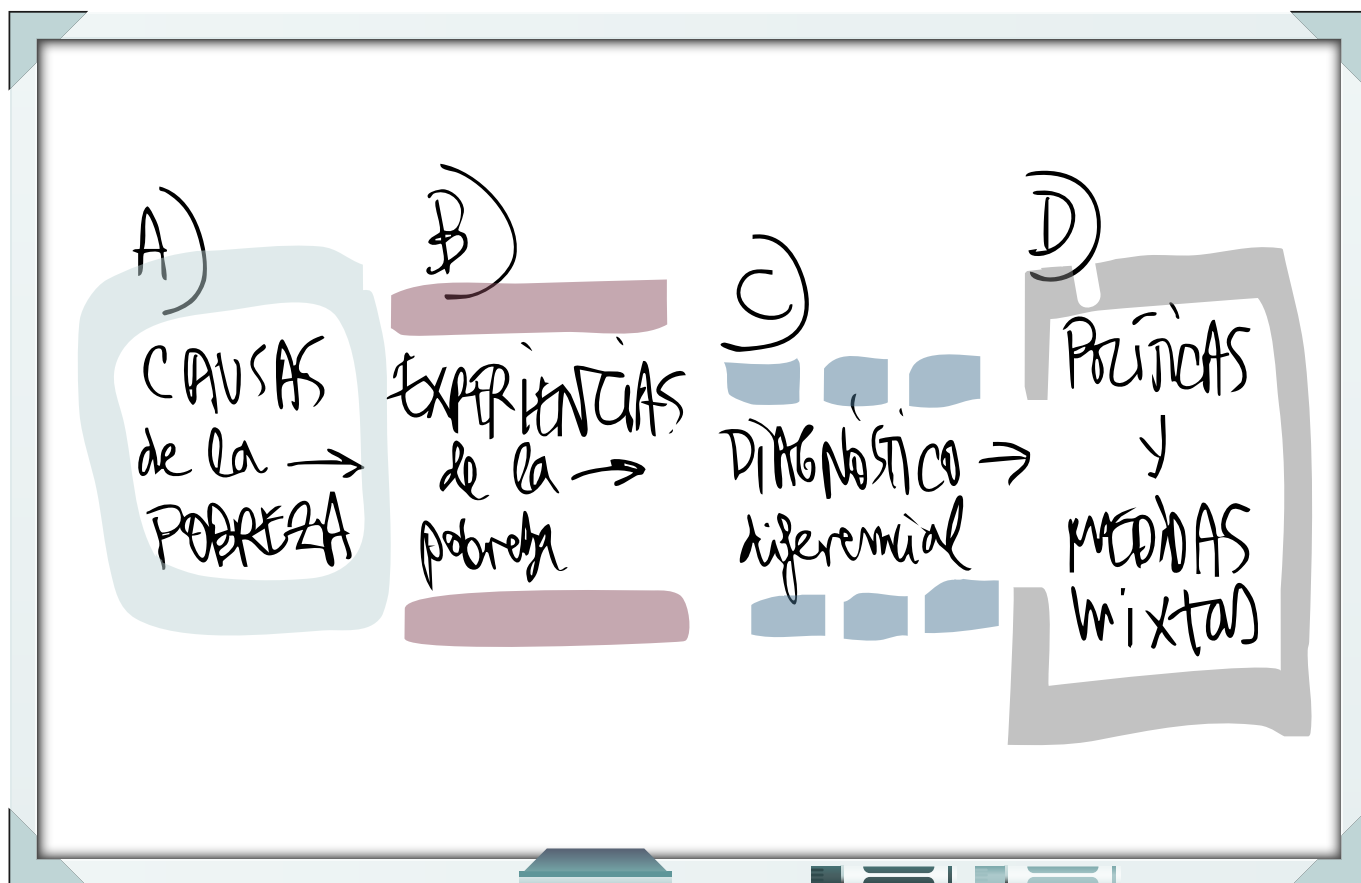 A)
CAUSAS
de la →
POBREZA
B)
EXPERIENCIAS
de la →
pobreza
C)
DIAGNÓSTICO →
diferencial
D)
POLÍTICAS
y
MEDIDAS
mixtas